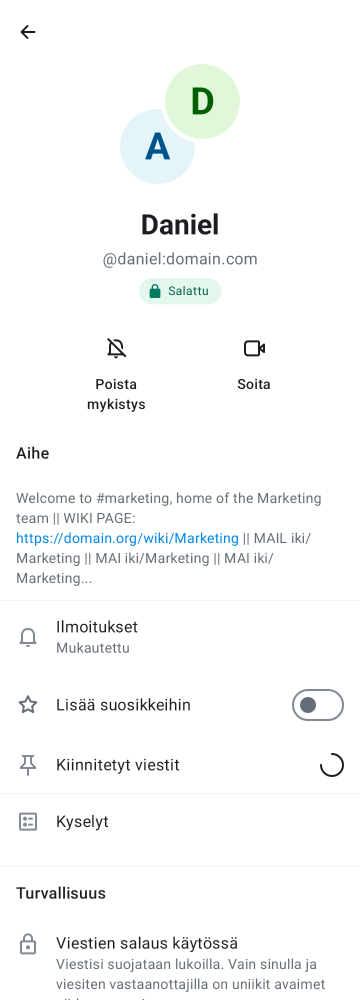 D
A
Daniel
@daniel:domain.com
Salattu
Poista
mykistys
Soita
Aihe
Welcome to #marketing, home of the Marketing
team || WIKI PAGE:
https://domain.org/wiki/Marketing || MAIL iki/
Marketing || MAI iki/Marketing || MAI iki/
Marketing...
Ilmoitukset
Mukautettu
Lisää suosikkeihin
Kiinnitetyt viestit
Kyselyt
Turvallisuus
Viestien salaus käytössä
Viestisi suojataan lukoilla. Vain sinulla ja
viesiten vastaanottajilla on uniikit avaimet